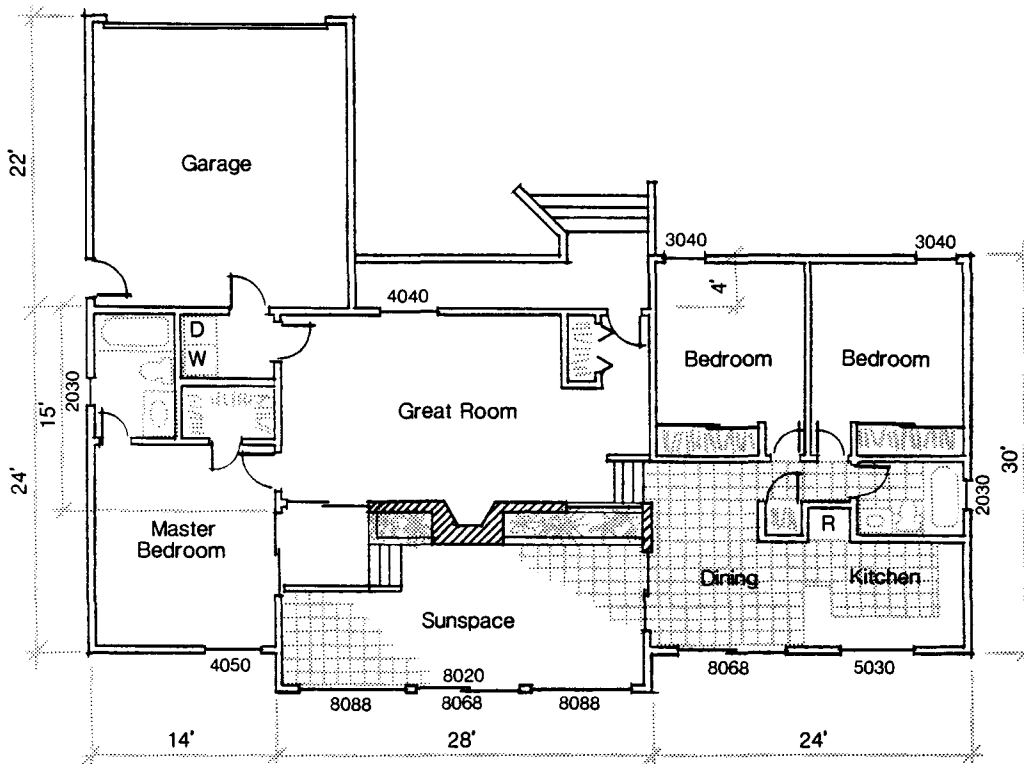 22'
Garage
3040
3040
4'
4040
D
W
Bedroom
Bedroom
2030
15'
Great Room
24'
30'
2030
Master
Bedroom
R
Dining
Kitchen
Sunspace
4050
8020
8068
5030
8088
8068
8088
14'
28'
24'